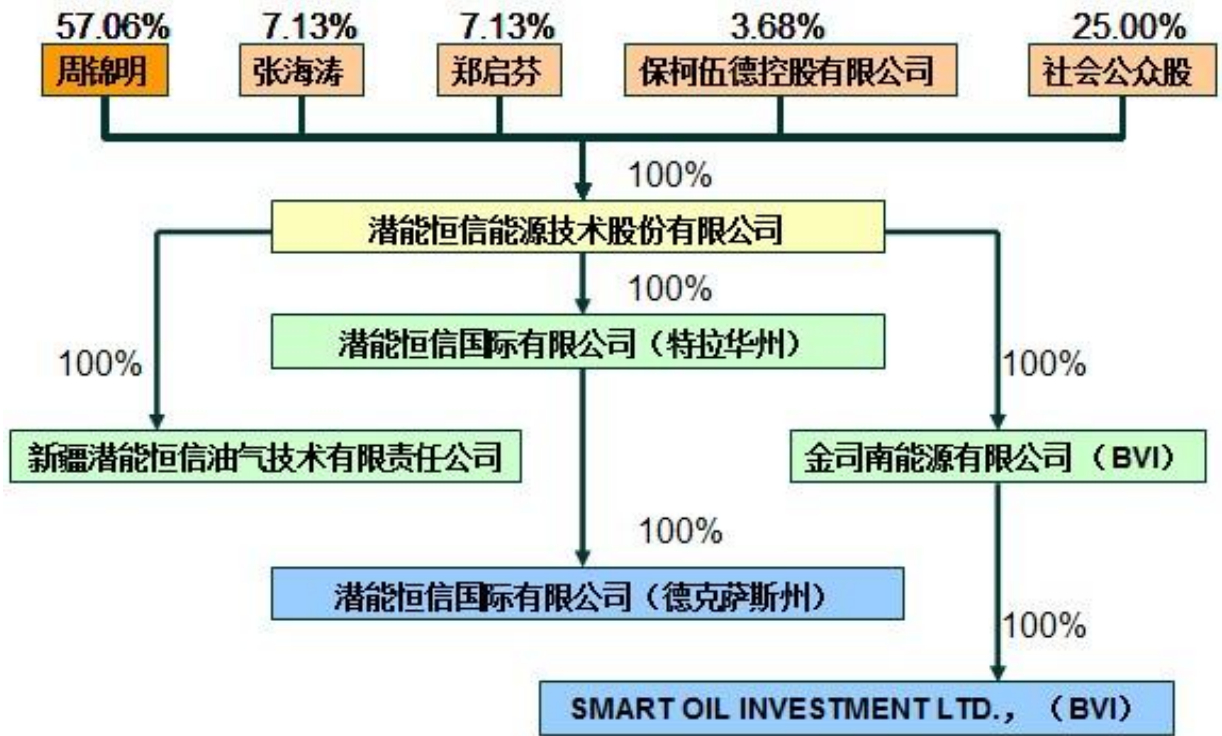 57.06% 7.13% 7.13% 3.68% 25.00%
周锦明 张海涛 郑启芬 保柯伍德控股有限公司 社会公众股
100%
潜能恒信能源技术股份有限公司
100%
潜能恒信国际有限公司（特拉华州）
100% 100%
新疆潜能恒信油气技术有限责任公司 金司南能源有限公司（BVI）
100%
潜能恒信国际有限公司（德克萨斯州）
100%
SMART OIL INVESTMENT LTD.，（BVI）